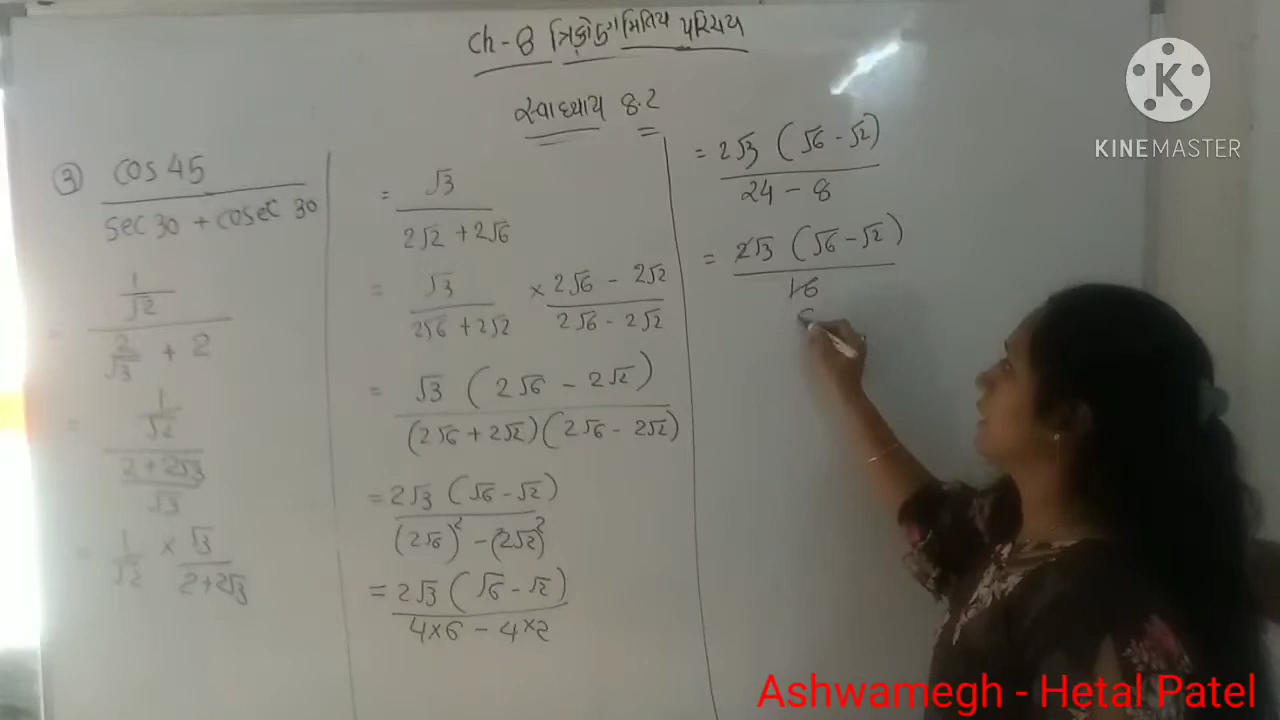 Ch-8 ત્રિકોણમિતિય પરિચય
સ્વાધ્યાય 8.2
③ cos 45
sec 30 + cosec 30
= 1/√2
2/√3 + 2
= 1/√2
2+2√3
√3
= 1/√2 × √3/2+2√3
= √3
2√2 + 2√6
= √3 × 2√6 - 2√2
2√6 + 2√2 2√6 - 2√2
= √3 (2√6 - 2√2)
(2√6 + 2√2)(2√6 - 2√2)
= 2√3 (√6 - √2)
(2√6)² - (2√2)²
= 2√3 (√6 - √2)
4×6 - 4×2
= 2√3 (√6 - √2)
24 - 8
= 2√3 (√6 - √2)
16
K
KINEMASTER
Ashwamegh - Hetal Patel